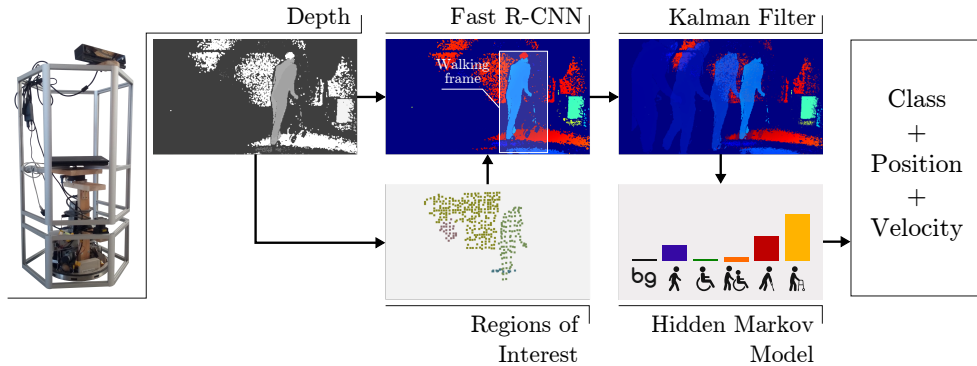 Depth
Fast R-CNN
Kalman Filter
Walking
frame
Class
+
Position
+
Velocity
bg
Regions of
Interest
Hidden Markov
Model